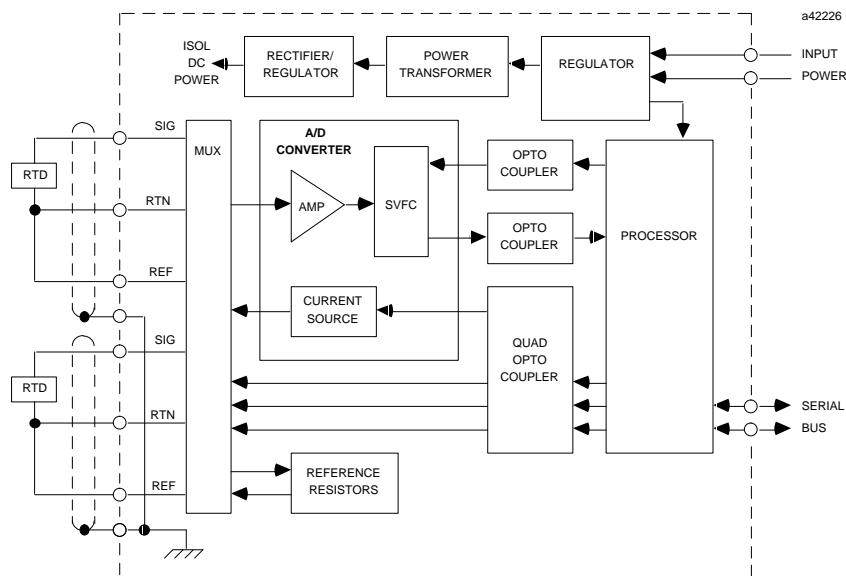 a42226
ISOL
DC
POWER
RECTIFIER/
REGULATOR
POWER
TRANSFORMER
REGULATOR
INPUT
POWER
SIG
RTD
RTN
REF
MUX
A/D
CONVERTER
AMP
SVFC
OPTO
COUPLER
OPTO
COUPLER
PROCESSOR
CURRENT
SOURCE
QUAD
OPTO
COUPLER
SIG
RTD
RTN
REF
REFERENCE
RESISTORS
SERIAL
BUS